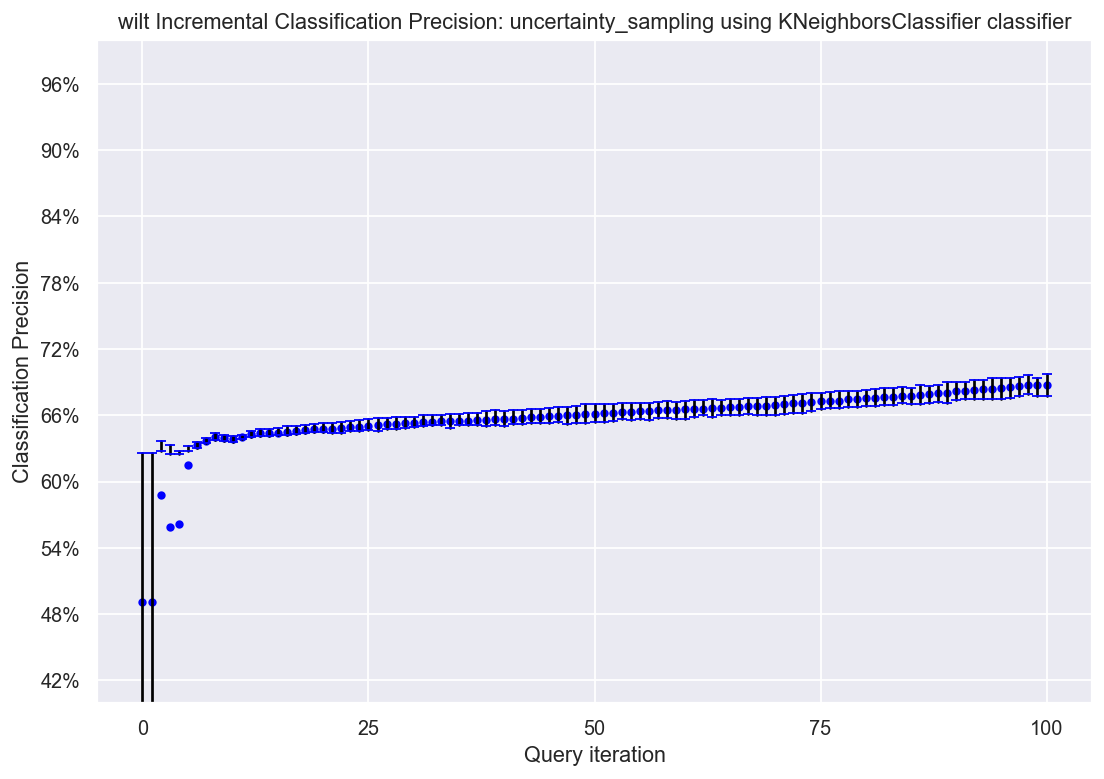 wilt Incremental Classification Precision: uncertainty_sampling using KNeighborsClassifier classifier
96%
90%
84%
78%
72%
66%
60%
54%
48%
42%
Classification Precision
0 25 50 75 100
Query iteration